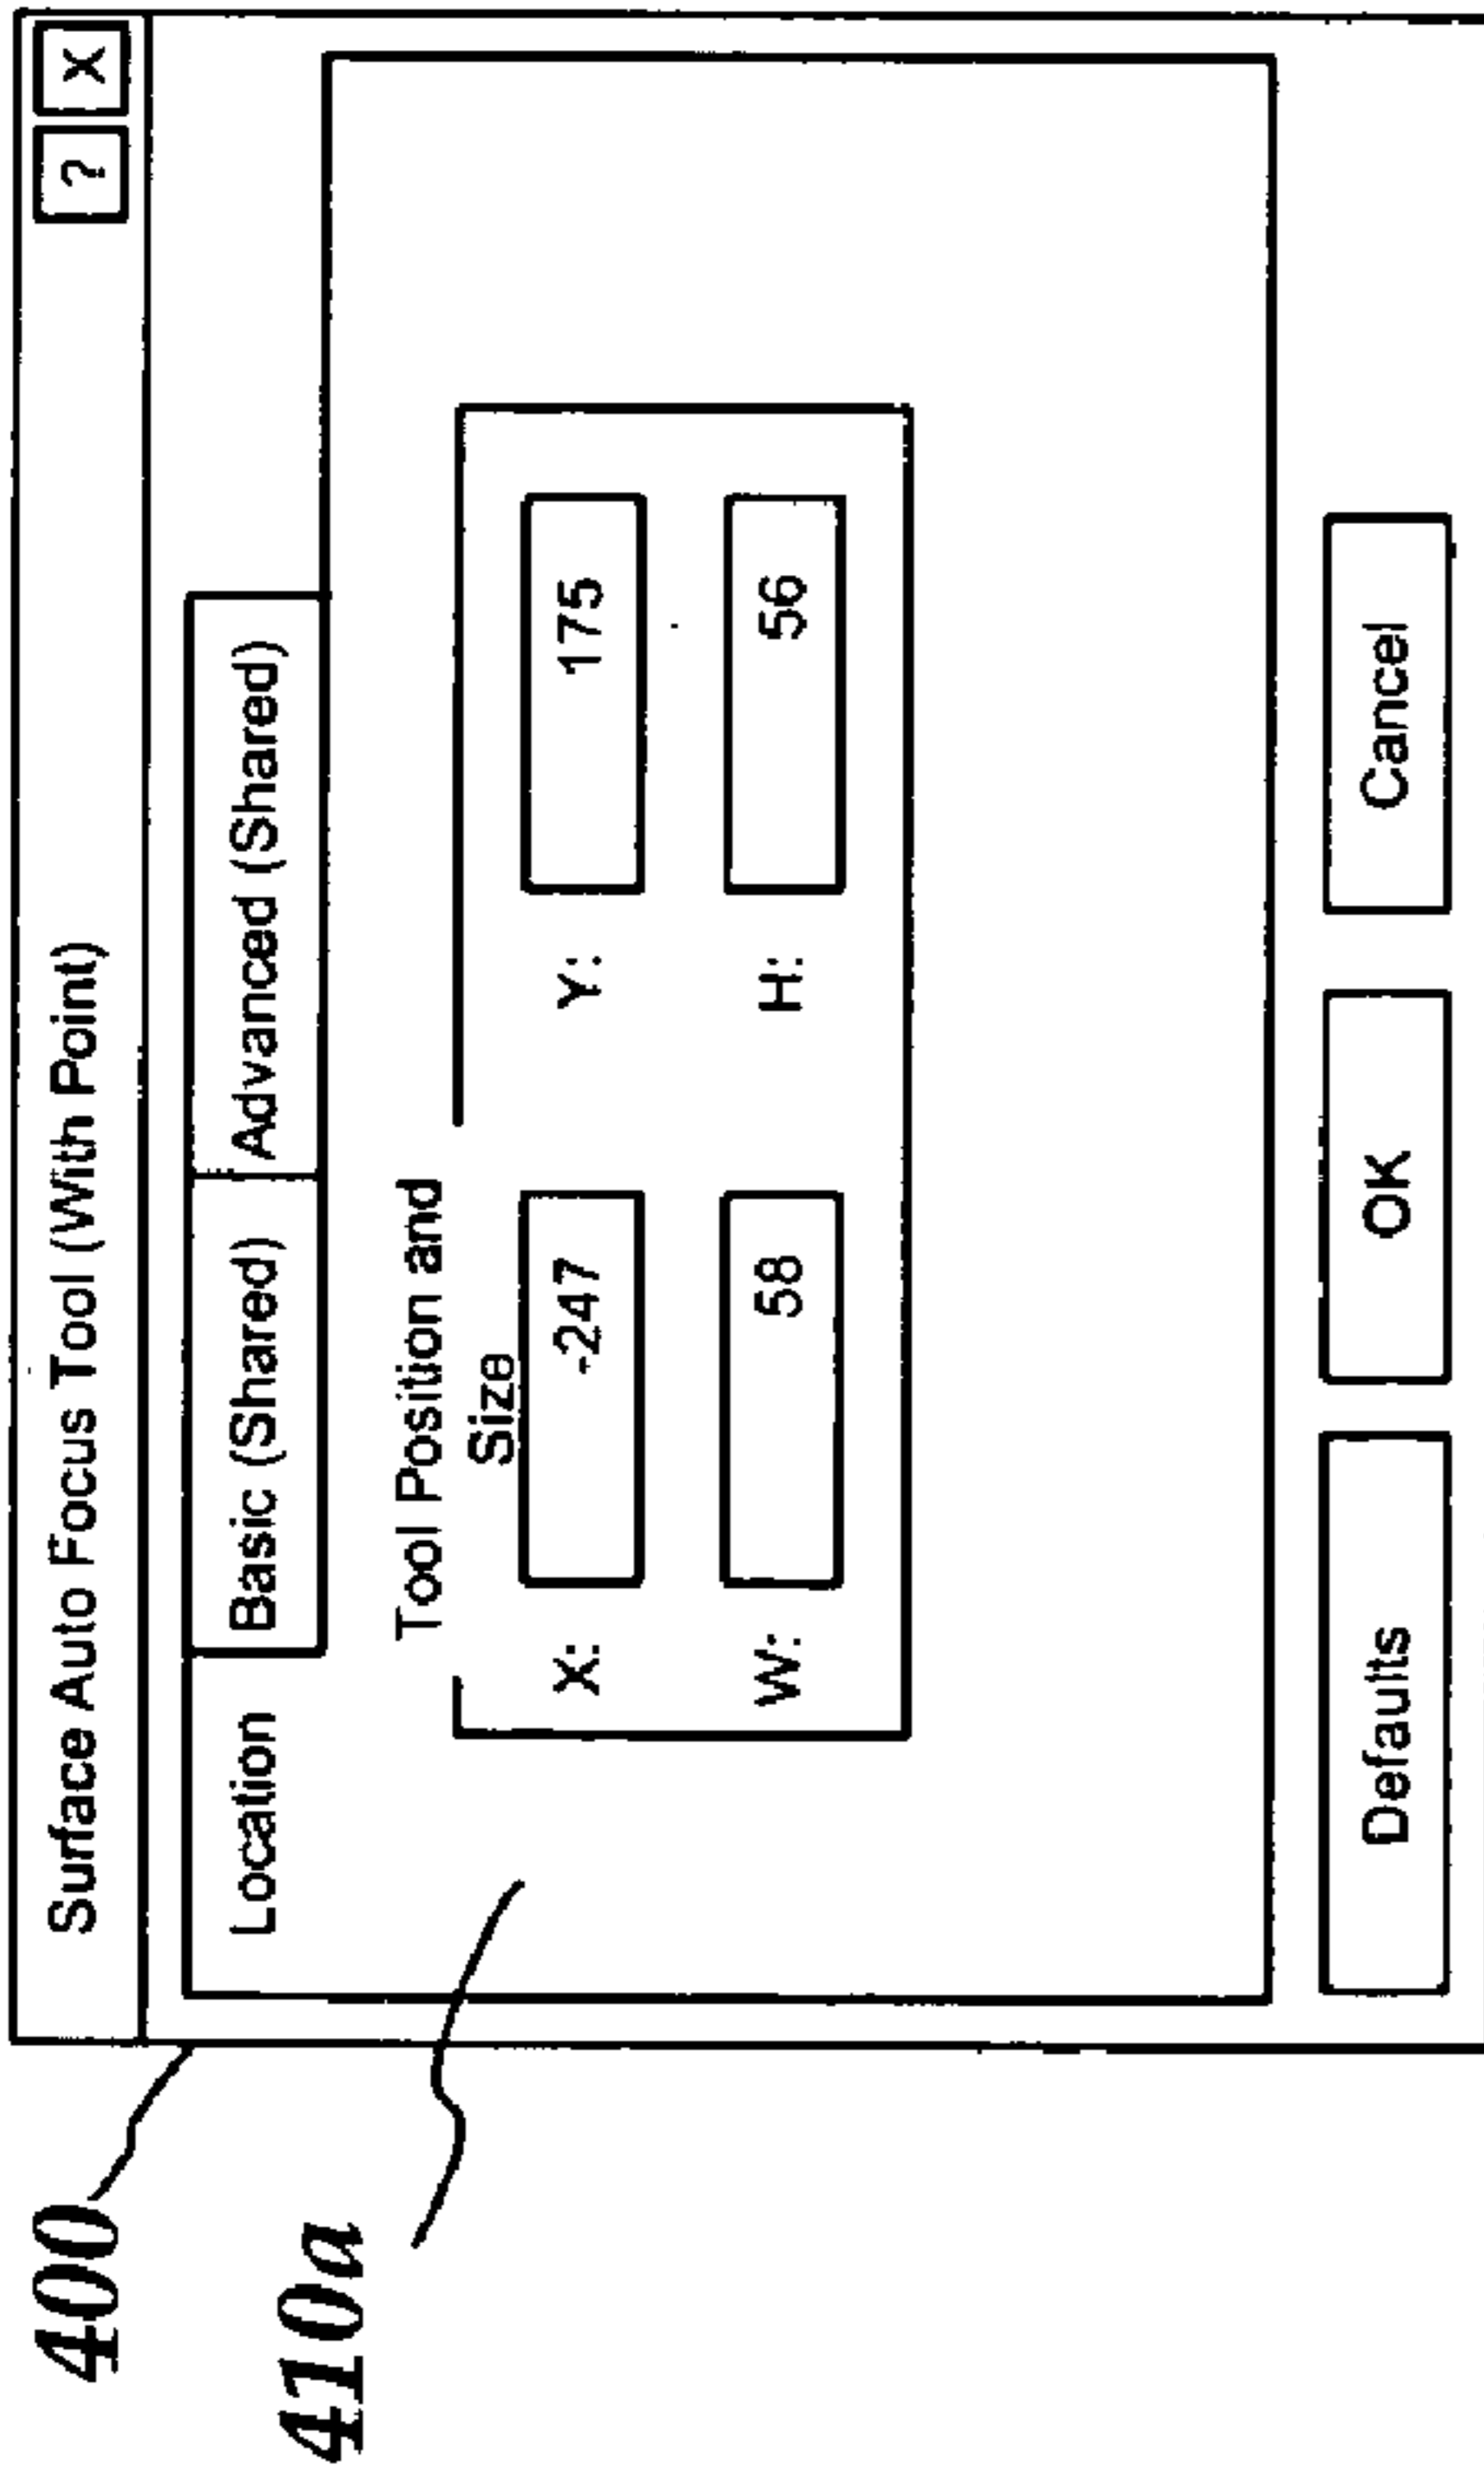 400
Surface Auto Focus Tool (With Point) ? X
410a
Location Basic (Shared) Advanced (Shared)
Tool Position and
Size
X: -247 Y: 175
W: 58 H: 56
Defaults OK Cancel